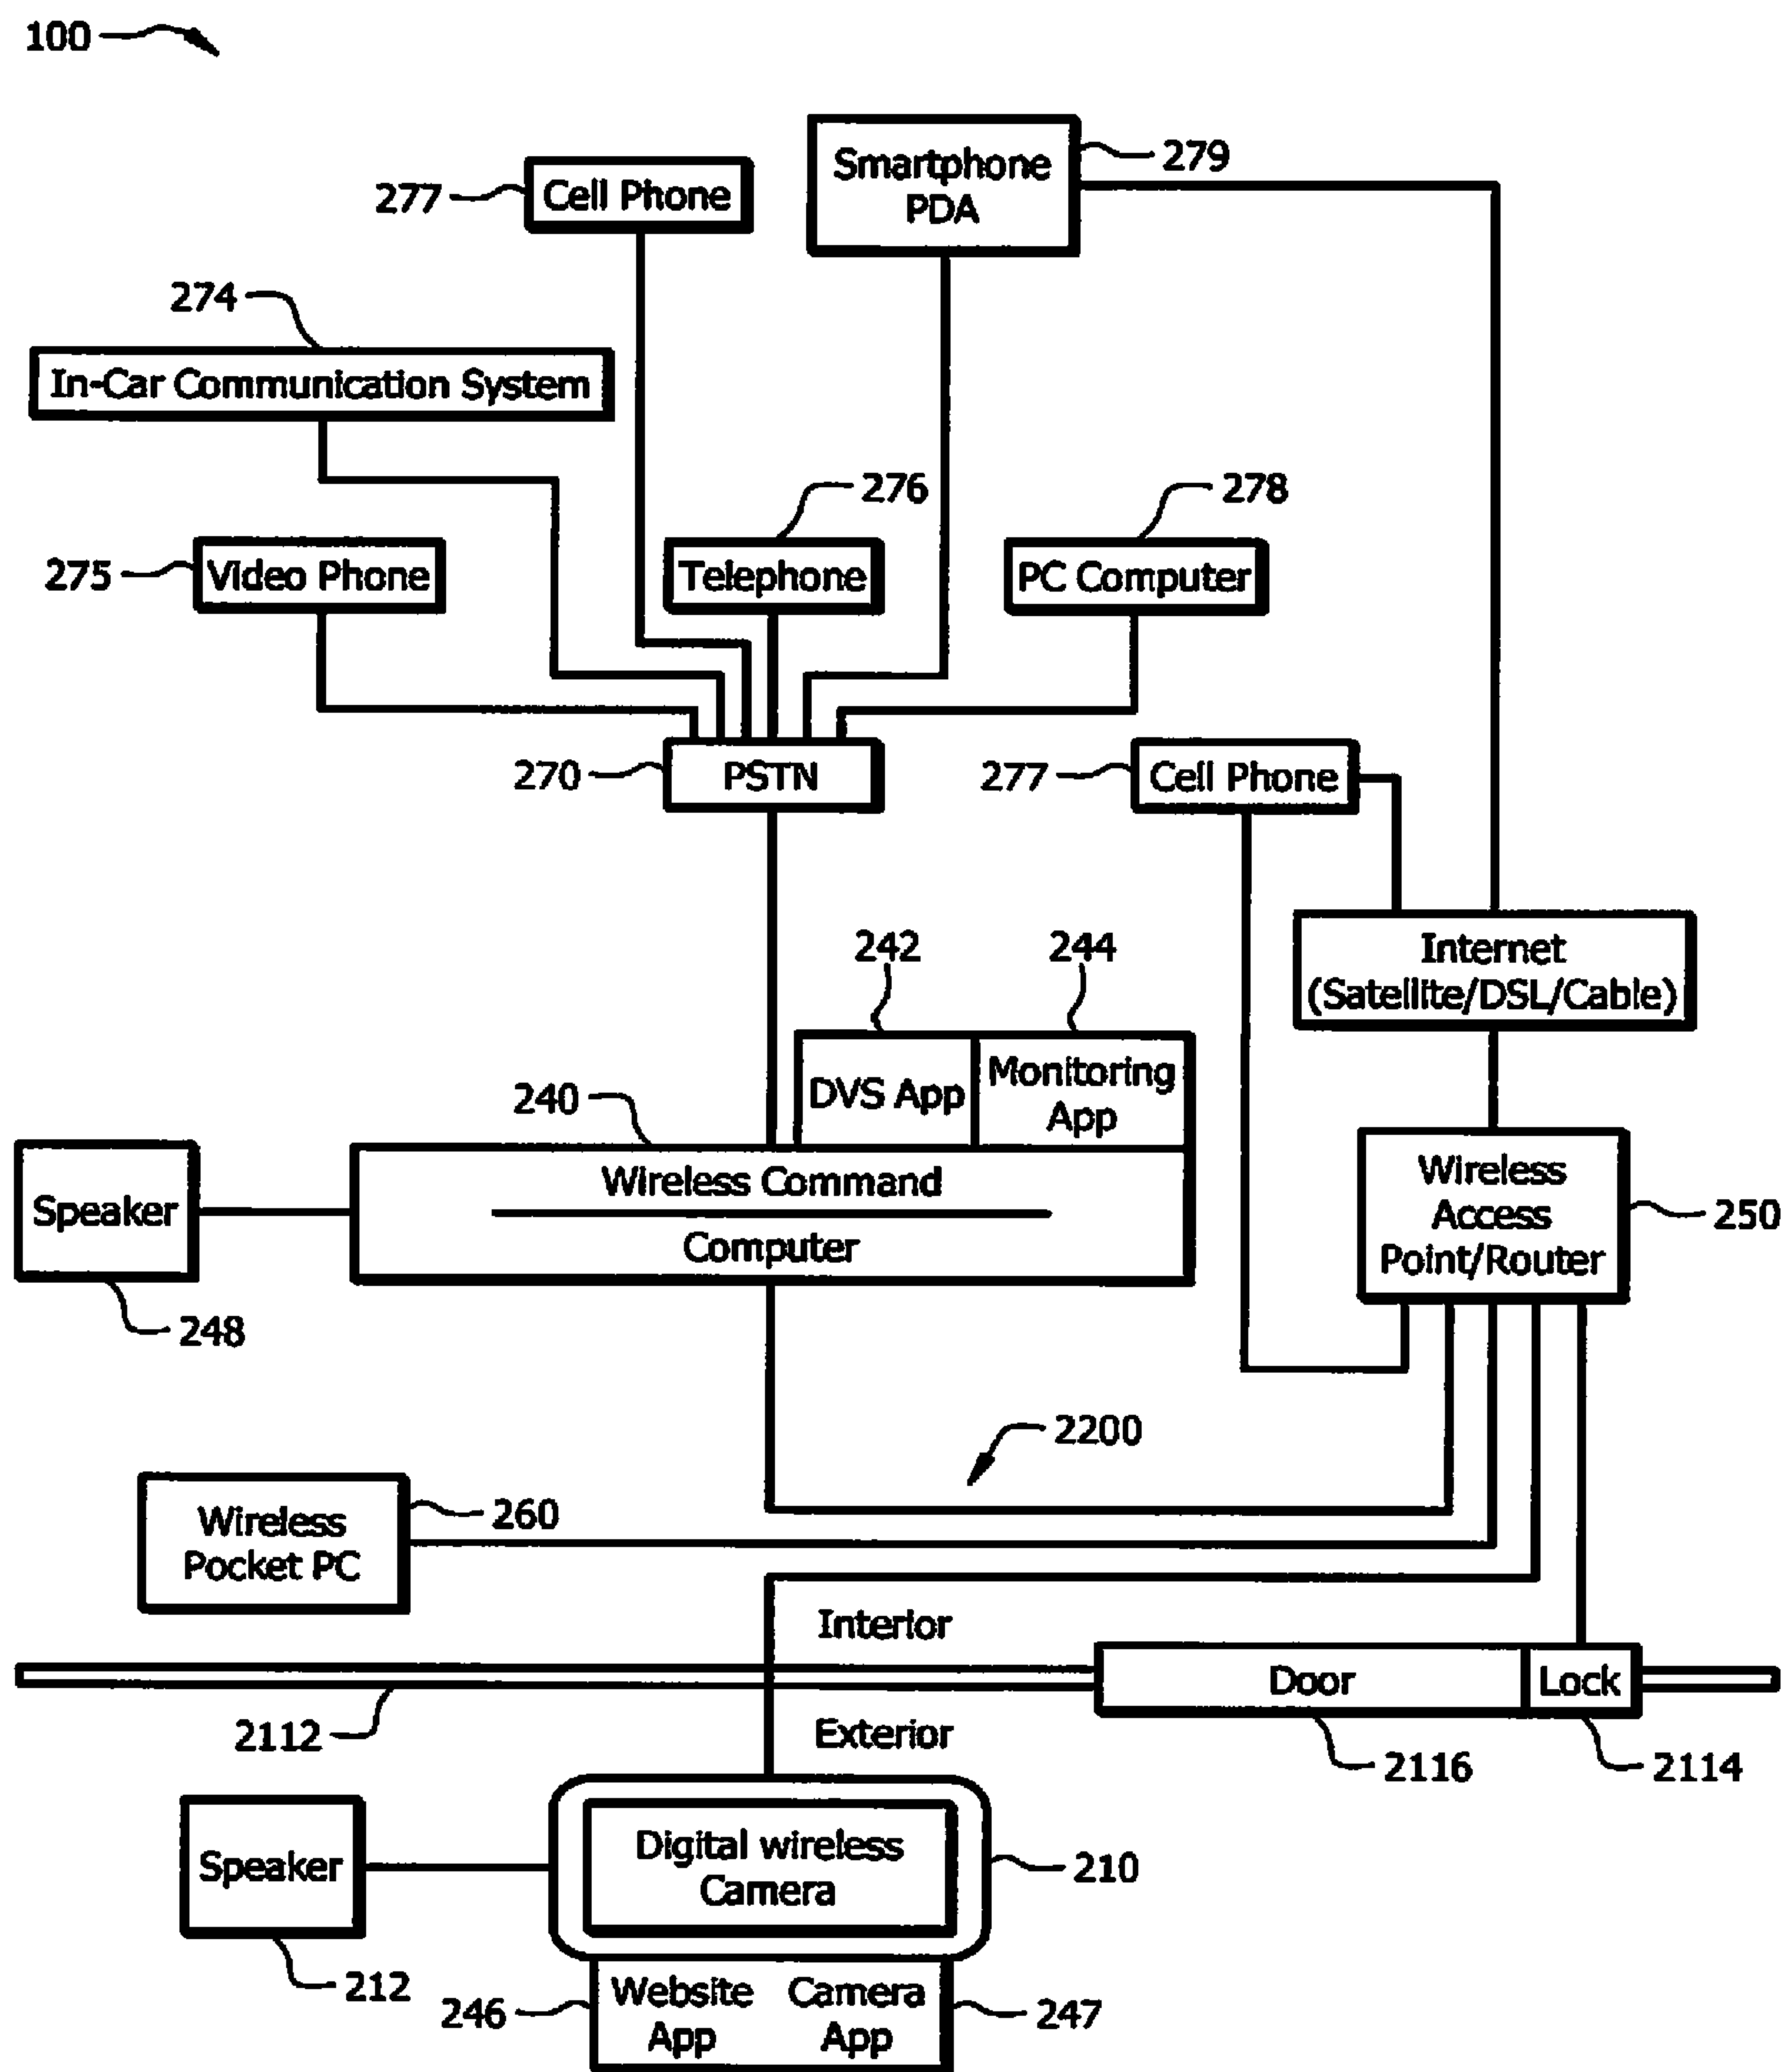 100
Smartphone
PDA
279
277
Cell Phone
274
In-Car Communication System
276
278
275
Video Phone
Telephone
PC Computer
270
PSTN
277
Cell Phone
242
244
Internet
(Satellite/DSL/Cable)
DVS App
Monitoring
App
240
Speaker
Wireless Command
Computer
Wireless
Access
Point/Router
250
248
2200
Wireless
Pocket PC
260
Interior
Door
Lock
2112
Exterior
2116
2114
Speaker
Digital wireless
Camera
210
212
246
Website
App
Camera
App
247